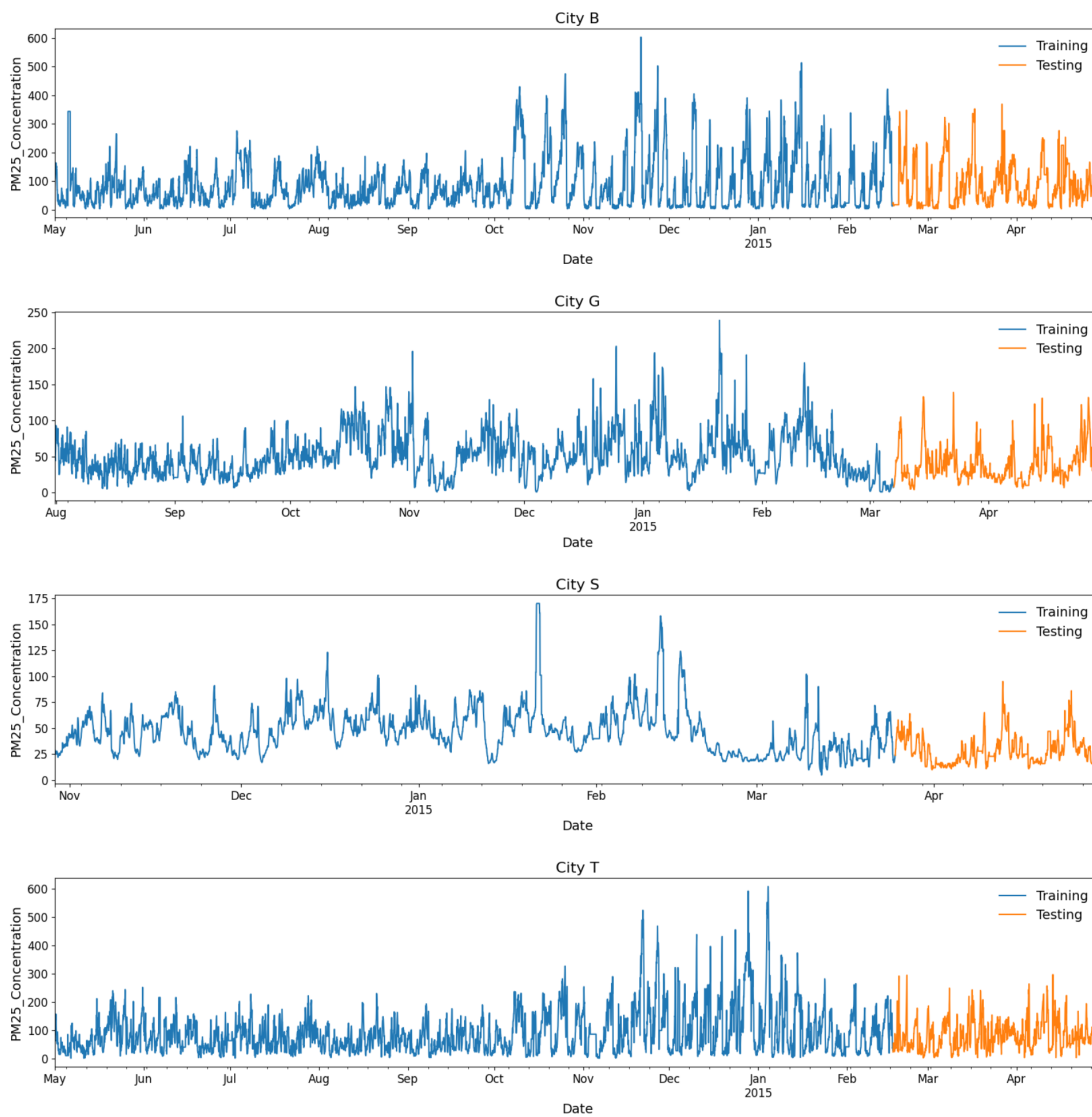 City B
PM25_Concentration
600
500
400
300
200
100
0
Training
Testing
May Jun Jul Aug Sep Oct Nov Dec Jan Feb Mar Apr
2015
Date
City G
PM25_Concentration
250
200
150
100
50
0
Training
Testing
Aug Sep Oct Nov Dec Jan Feb Mar Apr
2015
Date
City S
PM25_Concentration
175
150
125
100
75
50
25
0
Training
Testing
Nov Dec Jan Feb Mar Apr
2015
Date
City T
PM25_Concentration
600
500
400
300
200
100
0
Training
Testing
May Jun Jul Aug Sep Oct Nov Dec Jan Feb Mar Apr
2015
Date